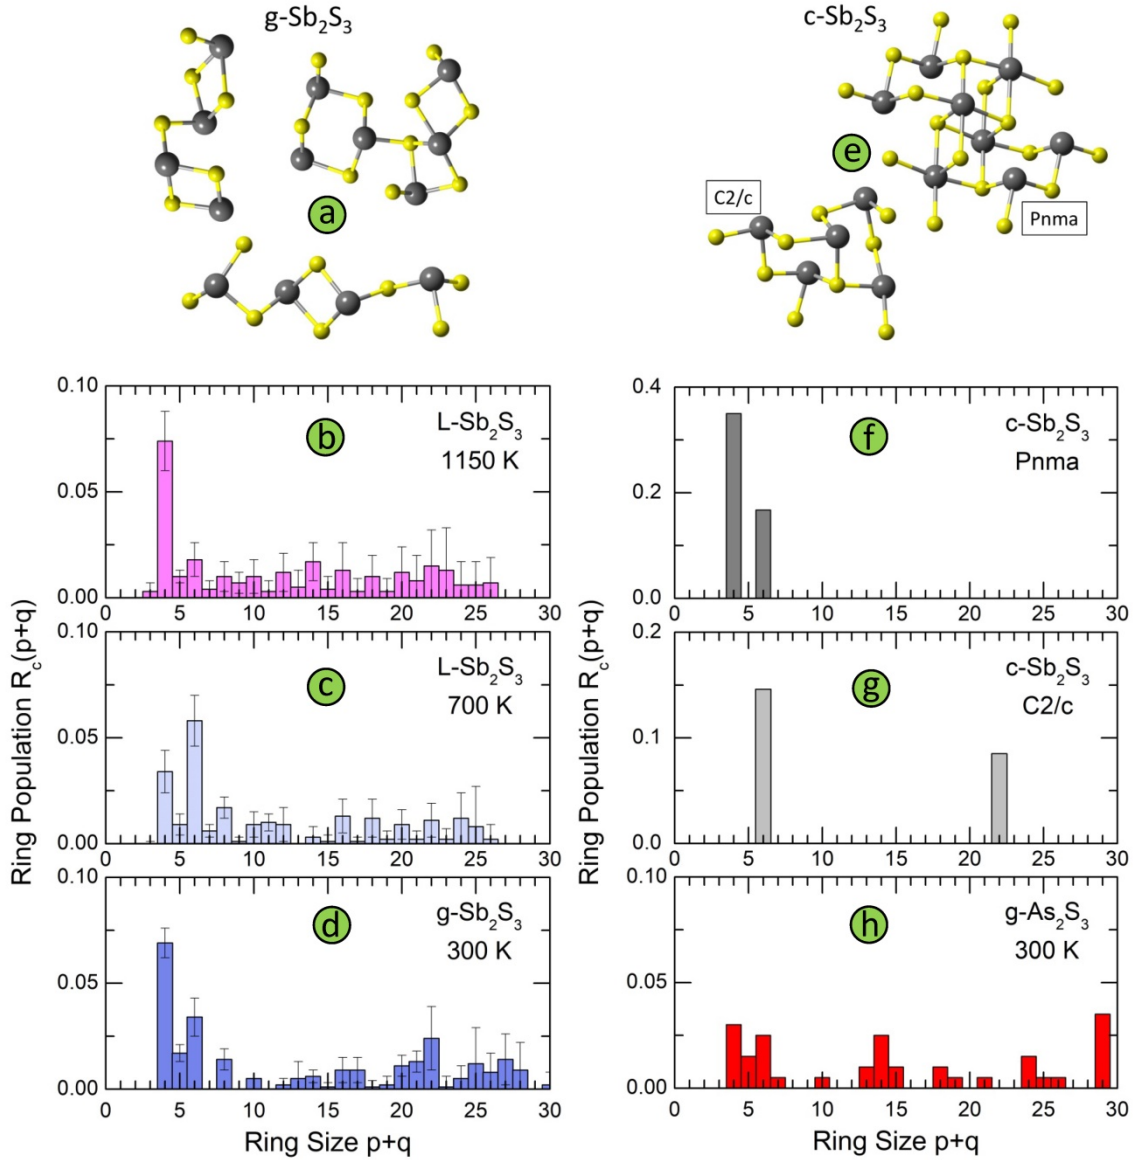 g-Sb₂S₃
c-Sb₂S₃
a
e
C2/c
Pnma
0.10
0.05
0.00
0 5 10 15 20 25 30
b
L-Sb₂S₃
1150 K
0.10
0.05
0.00
0 5 10 15 20 25 30
c
L-Sb₂S₃
700 K
0.10
0.05
0.00
0 5 10 15 20 25 30
d
g-Sb₂S₃
300 K
Ring Population R_c(p+q)
Ring Size p+q
0.4
0.2
0.0
0 5 10 15 20 25 30
f
c-Sb₂S₃
Pnma
0.2
0.1
0.0
0 5 10 15 20 25 30
g
c-Sb₂S₃
C2/c
0.10
0.05
0.00
0 5 10 15 20 25 30
h
g-As₂S₃
300 K
Ring Population R_c(p+q)
Ring Size p+q